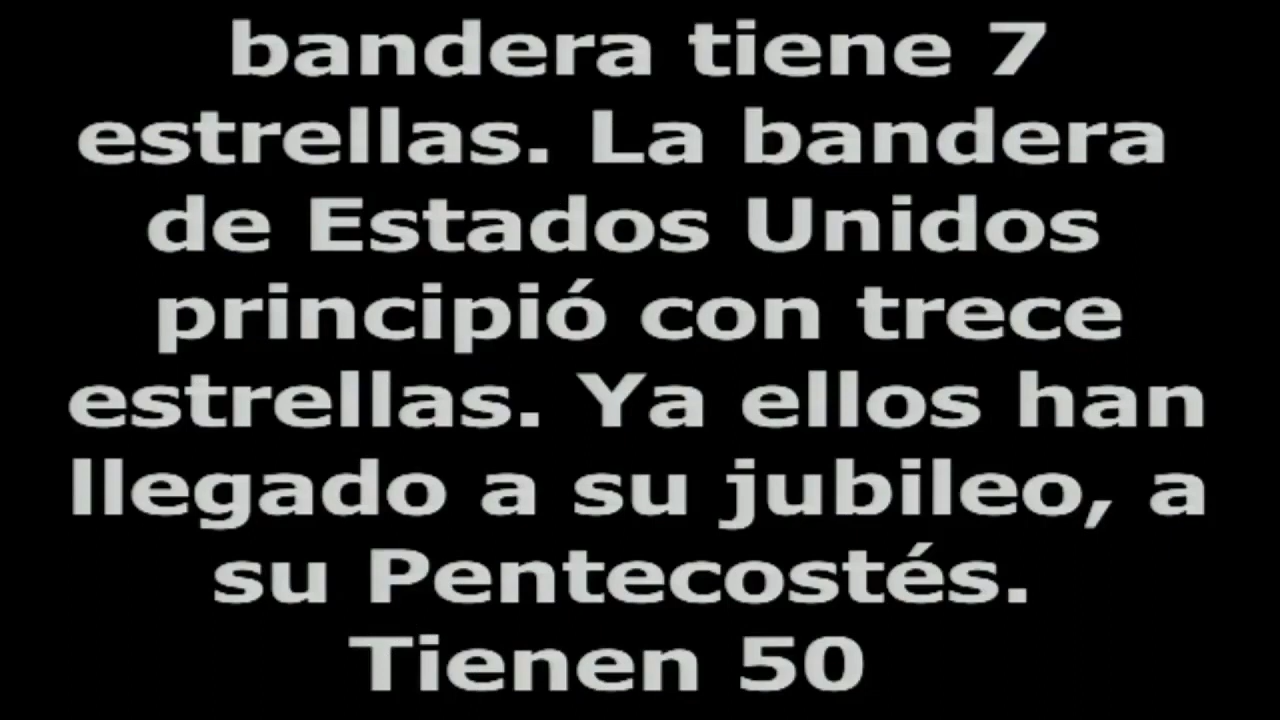 bandera tiene 7
estrellas. La bandera
de Estados Unidos
principió con trece
estrellas. Ya ellos han
llegado a su jubileo, a
su Pentecostés.
Tienen 50